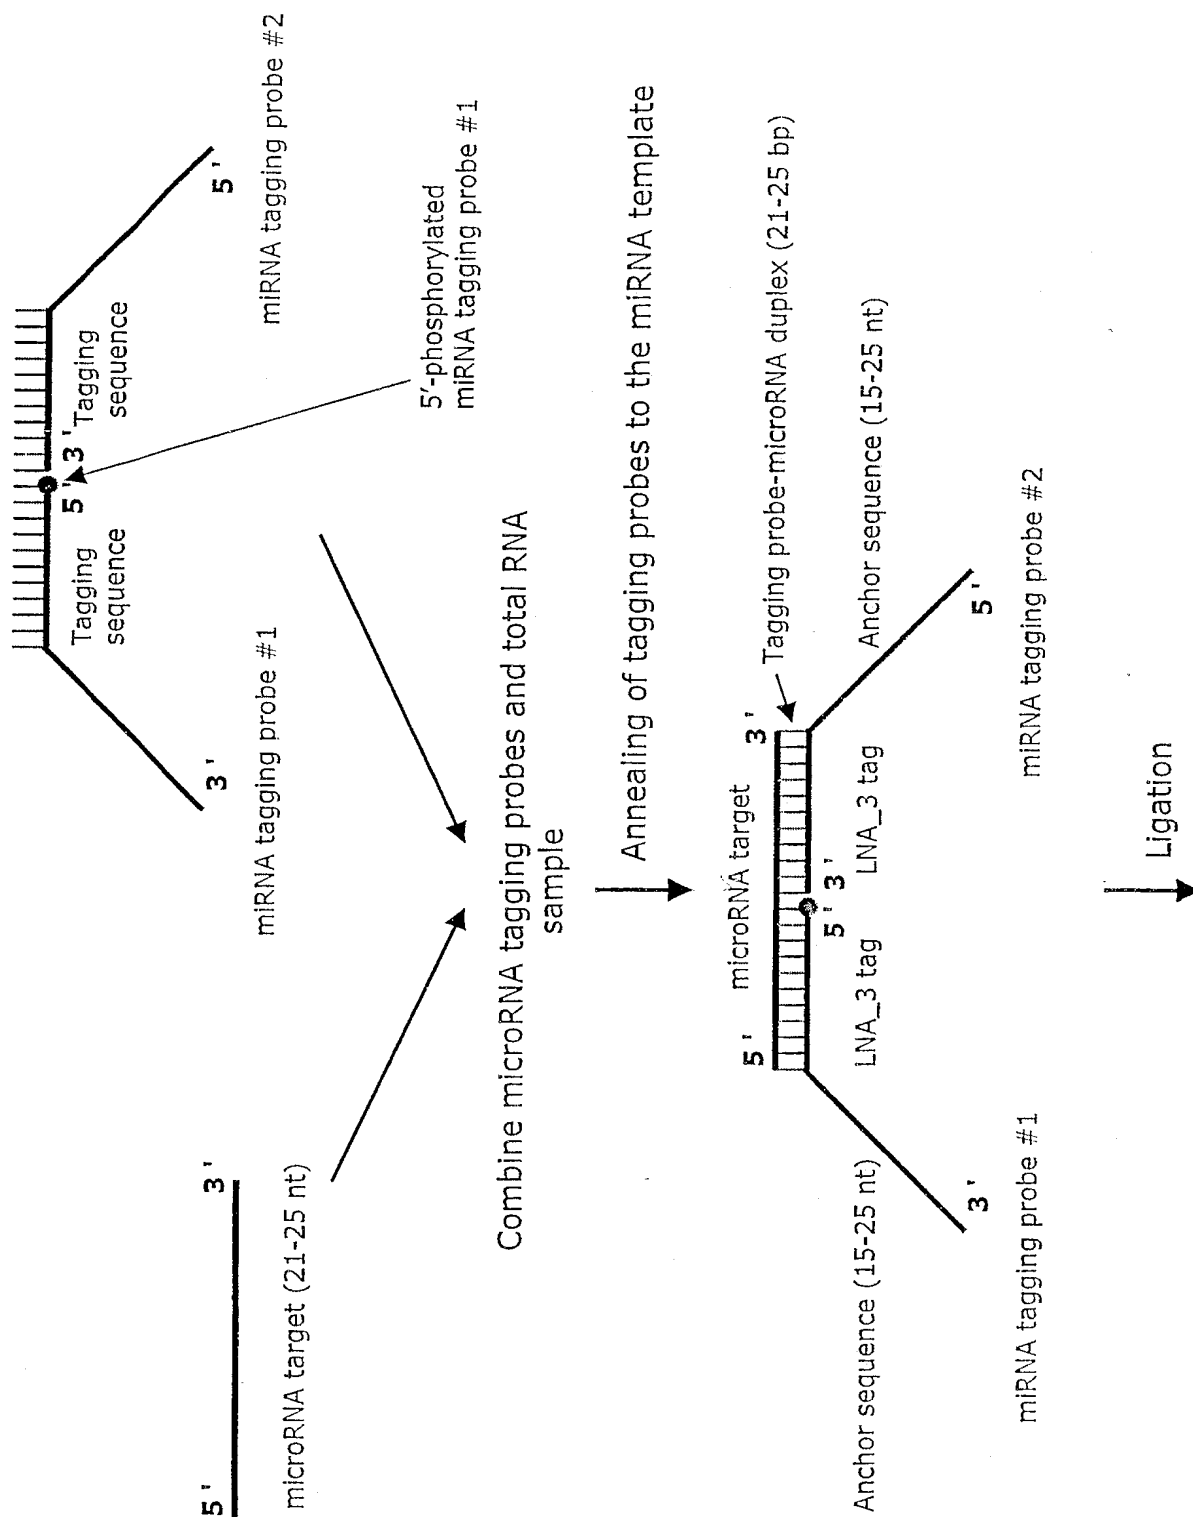 5' 3'
microRNA target (21-25 nt)
5' 3'
Tagging
sequence
Tagging
sequence
3'
5'
miRNA tagging probe #1
miRNA tagging probe #2
5'-phosphorylated
miRNA tagging probe #1
Combine microRNA tagging probes and total RNA
sample
Annealing of tagging probes to the miRNA template
microRNA target
5' 3'
Tagging probe-microRNA duplex (21-25 bp)
5' 3'
LNA_3 tag LNA_3 tag
Anchor sequence (15-25 nt)
Anchor sequence (15-25 nt)
3'
5'
miRNA tagging probe #1
miRNA tagging probe #2
Ligation